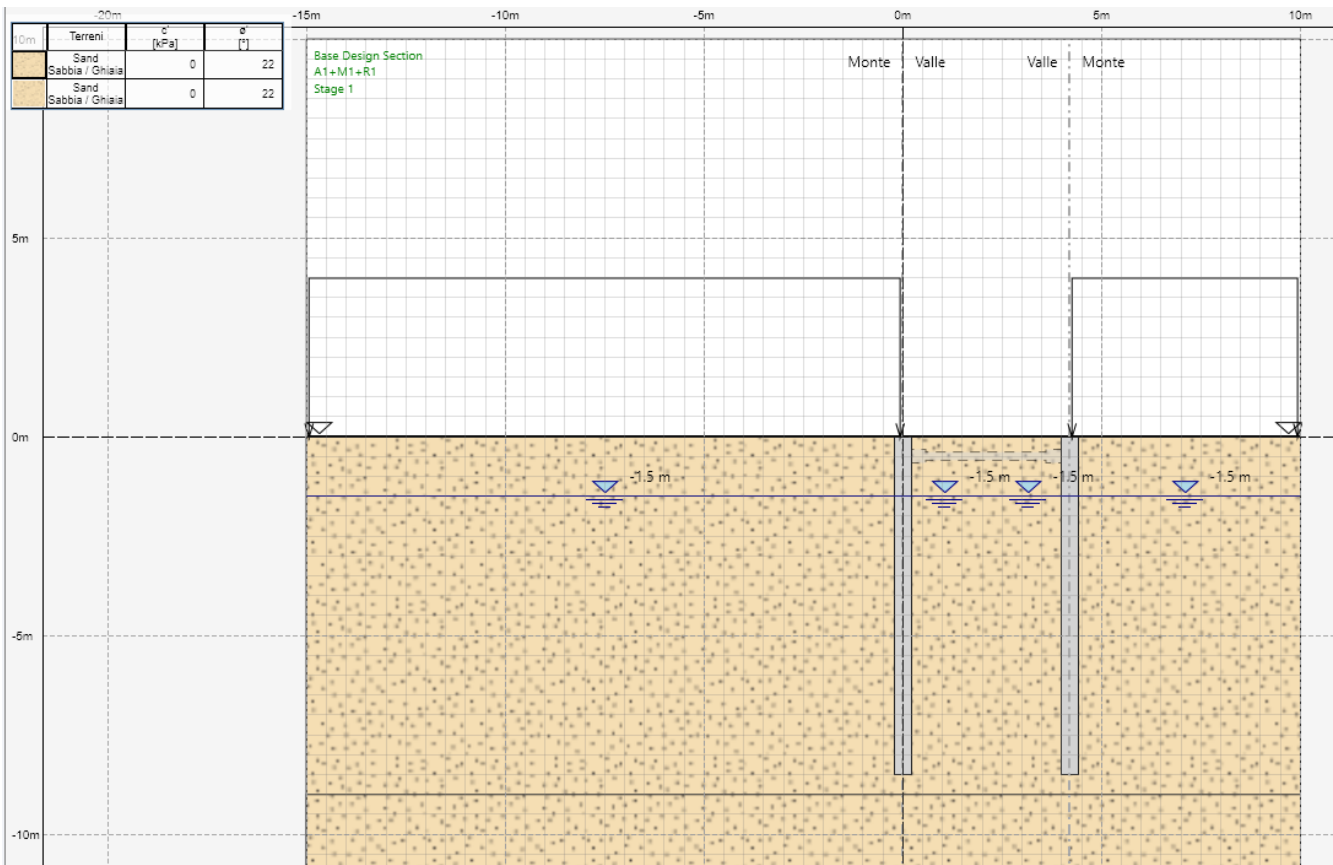 -20m -15m -10m -5m 0m 5m 10m
10m
Terreni c' ø'
[kPa] [°]
Sand
Sabbia / Ghiaia 0 22
Sand
Sabbia / Ghiaia 0 22
Base Design Section
A1+M1+R1
Stage 1
Monte Valle Valle Monte
5m
0m
-1.5 m -1.5 m -1.5 m -1.5 m
-5m
-10m